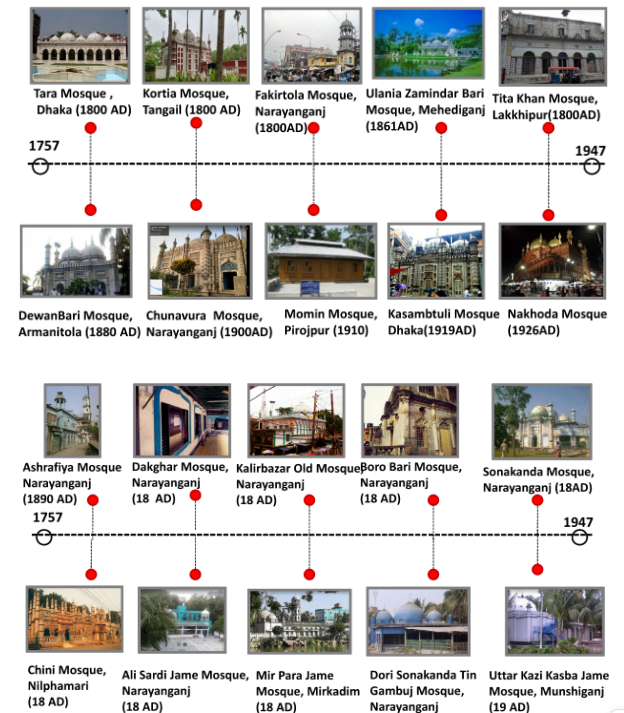 Tara Mosque ,
Dhaka (1800 AD)
Kortia Mosque,
Tangail (1800 AD)
Fakirtola Mosque,
Narayanganj
(1800AD)
Ulania Zamindar Bari
Mosque, Mehediganj
(1861AD)
Tita Khan Mosque,
Lakkhipur(1800AD)
1757
1947
DewanBari Mosque,
Armanitola (1880 AD)
Chunavura Mosque,
Narayanganj (1900AD)
Momin Mosque,
Pirojpur (1910)
Kasambtuli Mosque
Dhaka(1919AD)
Nakhoda Mosque
(1926AD)
Ashrafiya Mosque
Narayanganj
(1890 AD)
Dakghar Mosque,
Narayanganj
(18 AD)
Kalirbazar Old Mosque
Narayanganj
(18 AD)
Boro Bari Mosque,
Narayanganj
(18 AD)
Sonakanda Mosque,
Narayanganj (18AD)
1757
1947
Chini Mosque,
Nilphamari
(18 AD)
Ali Sardi Jame Mosque,
Narayanganj
(18 AD)
Mir Para Jame
Mosque, Mirkadim
(18 AD)
Dori Sonakanda Tin
Gambuj Mosque,
Narayanganj
Uttar Kazi Kasba Jame
Mosque, Munshiganj
(19 AD)